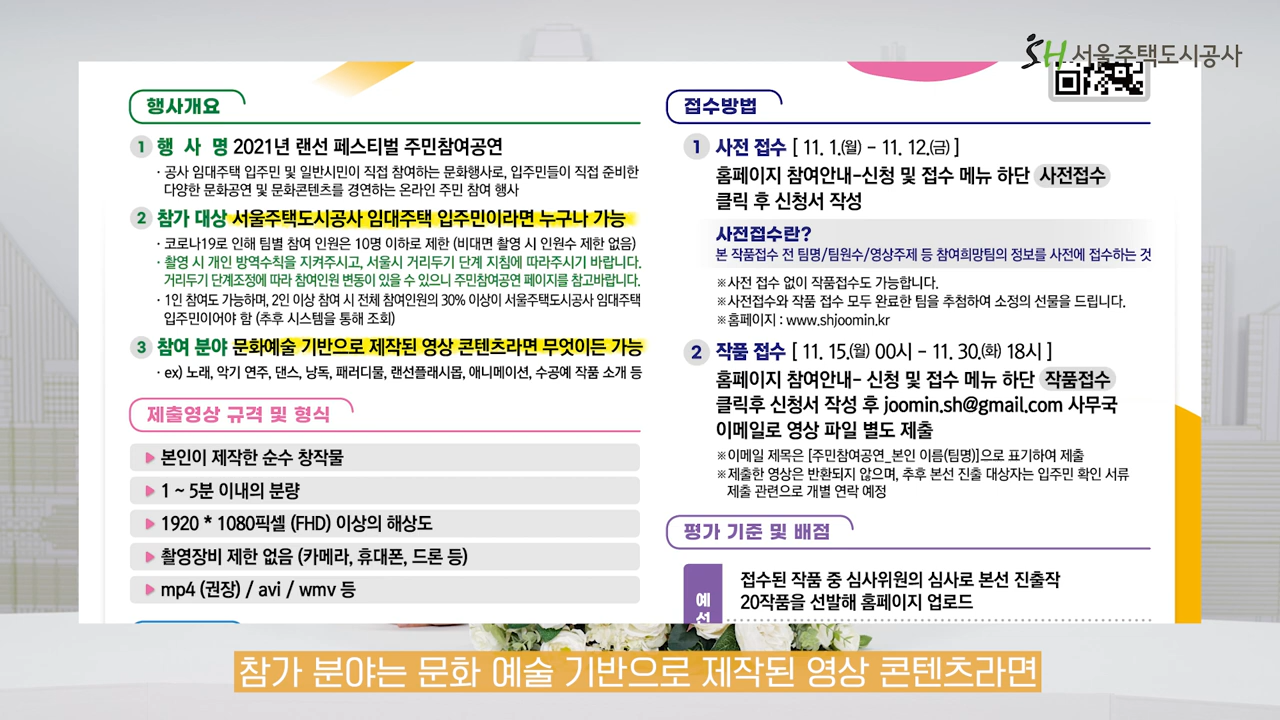 SH 서울주택도시공사
행사개요
1 행 사 명 2021년 랜선 페스티벌 주민참여공연
· 공사 임대주택 입주민 및 일반시민이 직접 참여하는 문화행사로, 입주민들이 직접 준비한
다양한 문화공연 및 문화콘텐츠를 경연하는 온라인 주민 참여 행사
2 참가 대상 서울주택도시공사 임대주택 입주민이라면 누구나 가능
· 코로나19로 인해 팀별 참여 인원은 10명 이하로 제한 (비대면 촬영 시 인원수 제한 없음)
· 촬영 시 개인 방역수칙을 지켜주시고, 서울시 거리두기 단계 지침에 따라주시기 바랍니다.
거리두기 단계조정에 따라 참여인원 변동이 있을 수 있으니 주민참여공연 페이지를 참고바랍니다.
· 1인 참여도 가능하며, 2인 이상 참여 시 전체 참여인원의 30% 이상이 서울주택도시공사 임대주택
입주민이어야 함 (추후 시스템을 통해 조회)
3 참여 분야 문화예술 기반으로 제작된 영상 콘텐츠라면 무엇이든 가능
· ex) 노래, 악기 연주, 댄스, 낭독, 패러디물, 랜선플래시몹, 애니메이션, 수공예 작품 소개 등
제출영상 규격 및 형식
▶ 본인이 제작한 순수 창작물
▶ 1 ~ 5분 이내의 분량
▶ 1920 * 1080픽셀 (FHD) 이상의 해상도
▶ 촬영장비 제한 없음 (카메라, 휴대폰, 드론 등)
▶ mp4 (권장) / avi / wmv 등
접수방법
1 사전 접수 [ 11. 1.(월) - 11. 12.(금) ]
홈페이지 참여안내-신청 및 접수 메뉴 하단 사전접수
클릭 후 신청서 작성
사전접수란?
본 작품접수 전 팀명/팀원수/영상주제 등 참여희망팀의 정보를 사전에 접수하는 것
※사전 접수 없이 작품접수도 가능합니다.
※사전접수와 작품 접수 모두 완료한 팀을 추첨하여 소정의 선물을 드립니다.
※홈페이지 : www.shjoomin.kr
2 작품 접수 [ 11. 15.(월) 00시 - 11. 30.(화) 18시 ]
홈페이지 참여안내- 신청 및 접수 메뉴 하단 작품접수
클릭후 신청서 작성 후 joomin.sh@gmail.com 사무국
이메일로 영상 파일 별도 제출
※이메일 제목은 [주민참여공연_본인 이름(팀명)]으로 표기하여 제출
※제출한 영상은 반환되지 않으며, 추후 본선 진출 대상자는 입주민 확인 서류
제출 관련으로 개별 연락 예정
평가 기준 및 배점
예선
접수된 작품 중 심사위원의 심사로 본선 진출작
20작품을 선발해 홈페이지 업로드
참가 분야는 문화 예술 기반으로 제작된 영상 콘텐츠라면